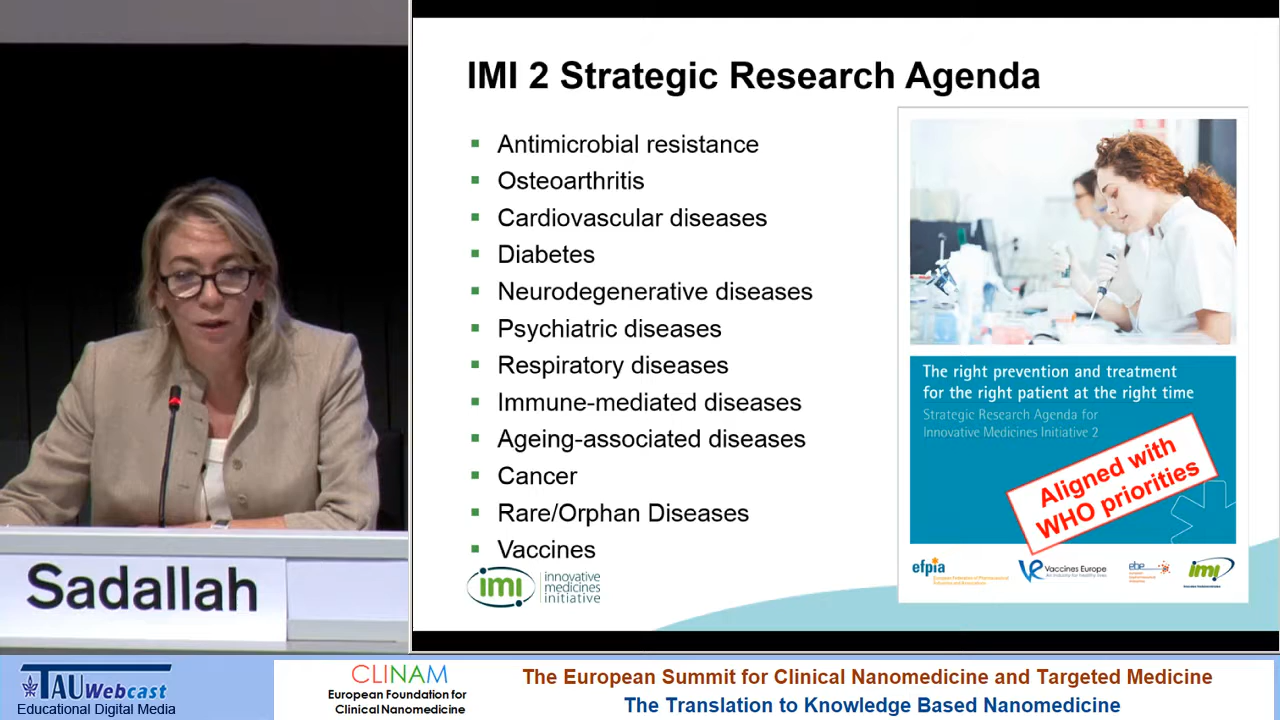 IMI 2 Strategic Research Agenda
Antimicrobial resistance
Osteoarthritis
Cardiovascular diseases
Diabetes
Neurodegenerative diseases
Psychiatric diseases
Respiratory diseases
Immune-mediated diseases
Ageing-associated diseases
Cancer
Rare/Orphan Diseases
Vaccines
imi
innovative
medicines
initiative
The right prevention and treatment
for the right patient at the right time
Strategic Research Agenda for
Innovative Medicines Initiative 2
Aligned with
WHO priorities
efpia
Vaccines Europe
ebe
imi
Sadallah
TAU Webcast
Educational Digital Media
CLINAM
European Foundation for
Clinical Nanomedicine
The European Summit for Clinical Nanomedicine and Targeted Medicine
The Translation to Knowledge Based Nanomedicine